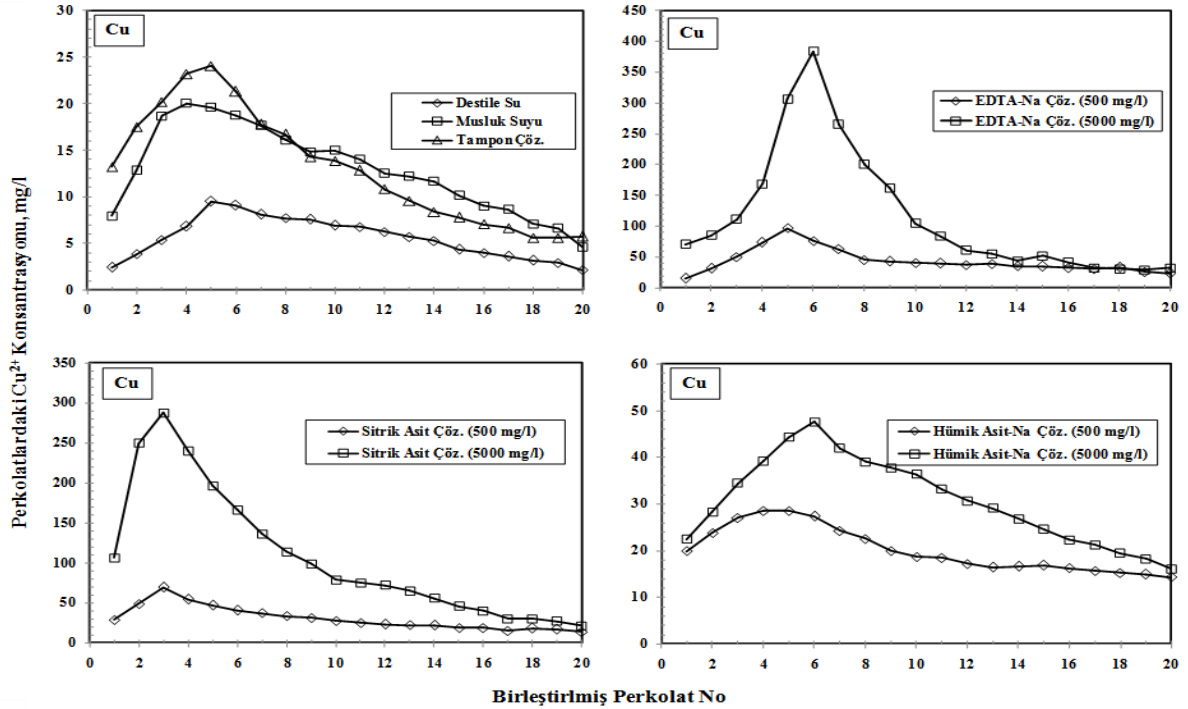 Perkolatlardaki Cu²⁺ Konsantrasyonu, mg/l
30
25
20
15
10
5
0
Cu
Destile Su
Musluk Suyu
Tampon Çöz.
0 2 4 6 8 10 12 14 16 18 20
450
400
350
300
250
200
150
100
50
0
Cu
EDTA-Na Çöz. (500 mg/l)
EDTA-Na Çöz. (5000 mg/l)
0 2 4 6 8 10 12 14 16 18 20
350
300
250
200
150
100
50
0
Cu
Sitrik Asit Çöz. (500 mg/l)
Sitrik Asit Çöz. (5000 mg/l)
0 2 4 6 8 10 12 14 16 18 20
60
50
40
30
20
10
0
Cu
Hümik Asit-Na Çöz. (500 mg/l)
Hümik Asit-Na Çöz. (5000 mg/l)
0 2 4 6 8 10 12 14 16 18 20
Birleştirlmiş Perkolat No